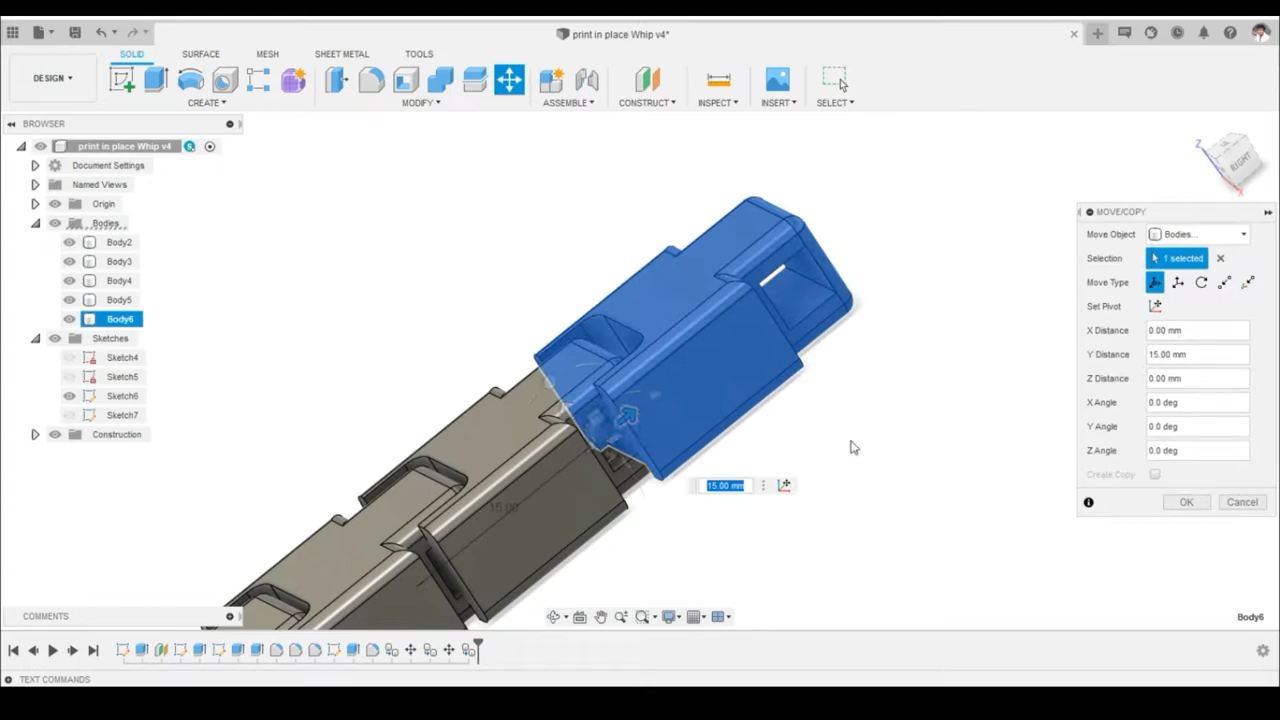 print in place Whip v4*
DESIGN
SOLID SURFACE MESH SHEET METAL TOOLS
CREATE MODIFY ASSEMBLE CONSTRUCT INSPECT INSERT SELECT
BROWSER
print in place Whip v4
S
Document Settings
Named Views
Origin
Bodies
Body2
Body3
Body4
Body5
Body6
Sketches
Sketch4
Sketch5
Sketch6
Sketch7
Construction
Z
RIGHT
X
MOVE/COPY
Move Object Bodies...
Selection 1 selected
Move Type
Set Pivot
X Distance 0.00 mm
Y Distance 15.00 mm
Z Distance 0.00 mm
X Angle 0.0 deg
Y Angle 0.0 deg
Z Angle 0.0 deg
Create Copy
OK Cancel
15.00 mm
15.00
COMMENTS
Body6
TEXT COMMANDS